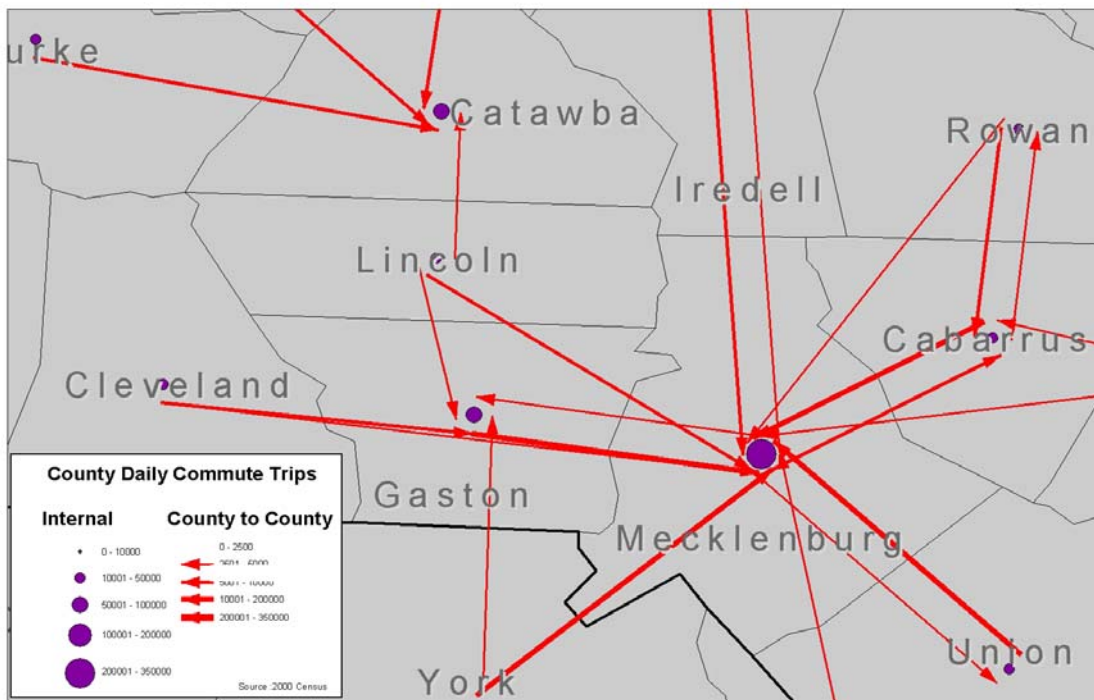 urke
Catawba
Rowan
Iredell
Lincoln
Cabarrus
Cleveland
Gaston
Mecklenburg
Union
York
County Daily Commute Trips
Internal
County to County
0 - 10000
10001 - 50000
50001 - 100000
100001 - 200000
200001 - 350000
0 - 2500
5001 - 10000
10001 - 200000
200001 - 350000
Source :2000 Census